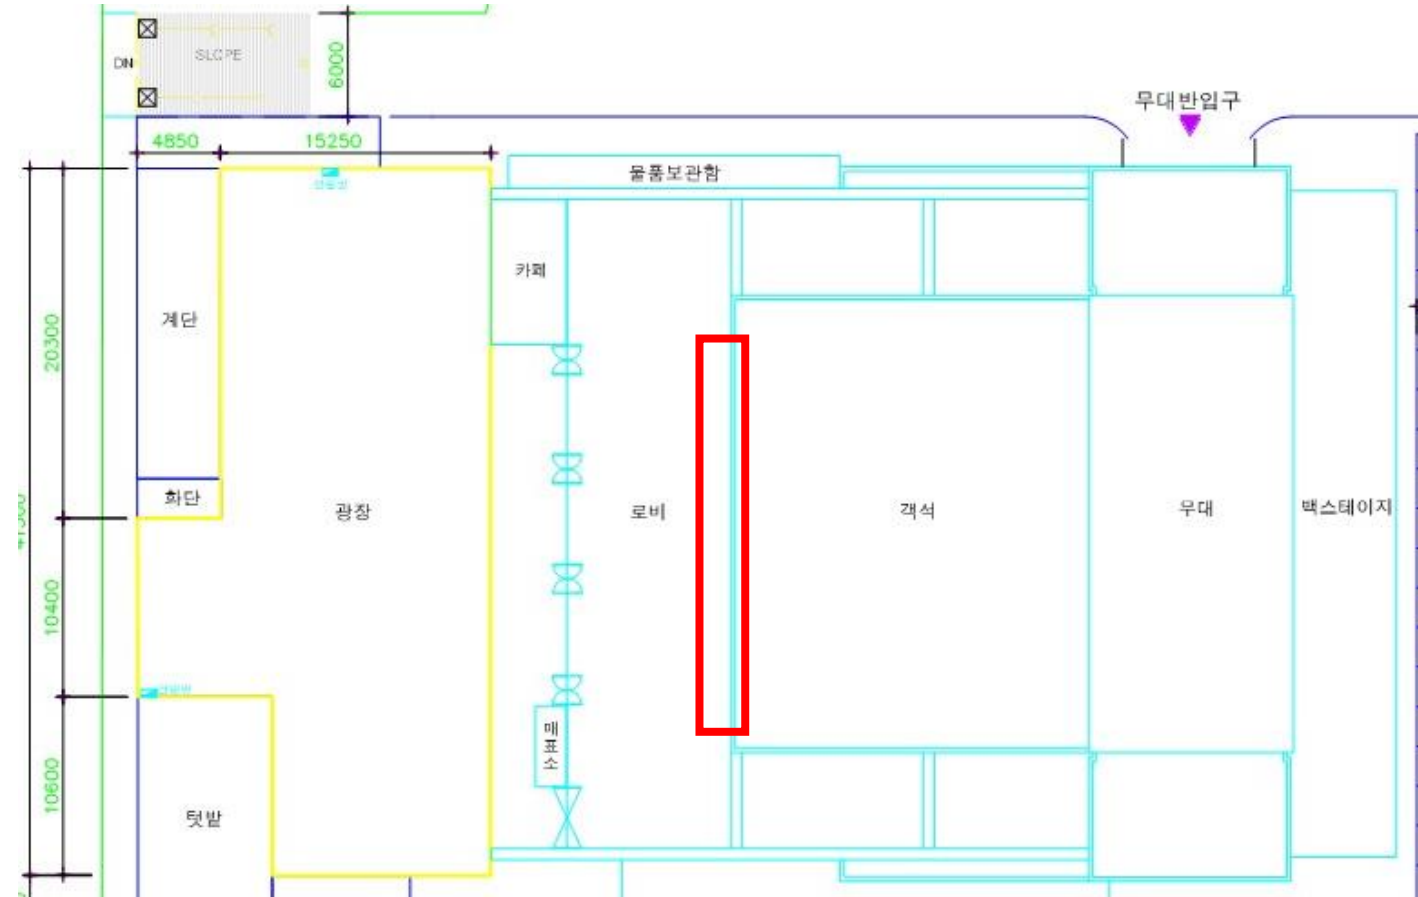 SLOPE
DN
6000
무대반입구
4850
15250
물품보관함
카페
계단
20300
화단
광장
로비
객석
무대
백스테이지
10400
매표소
10600
텃밭